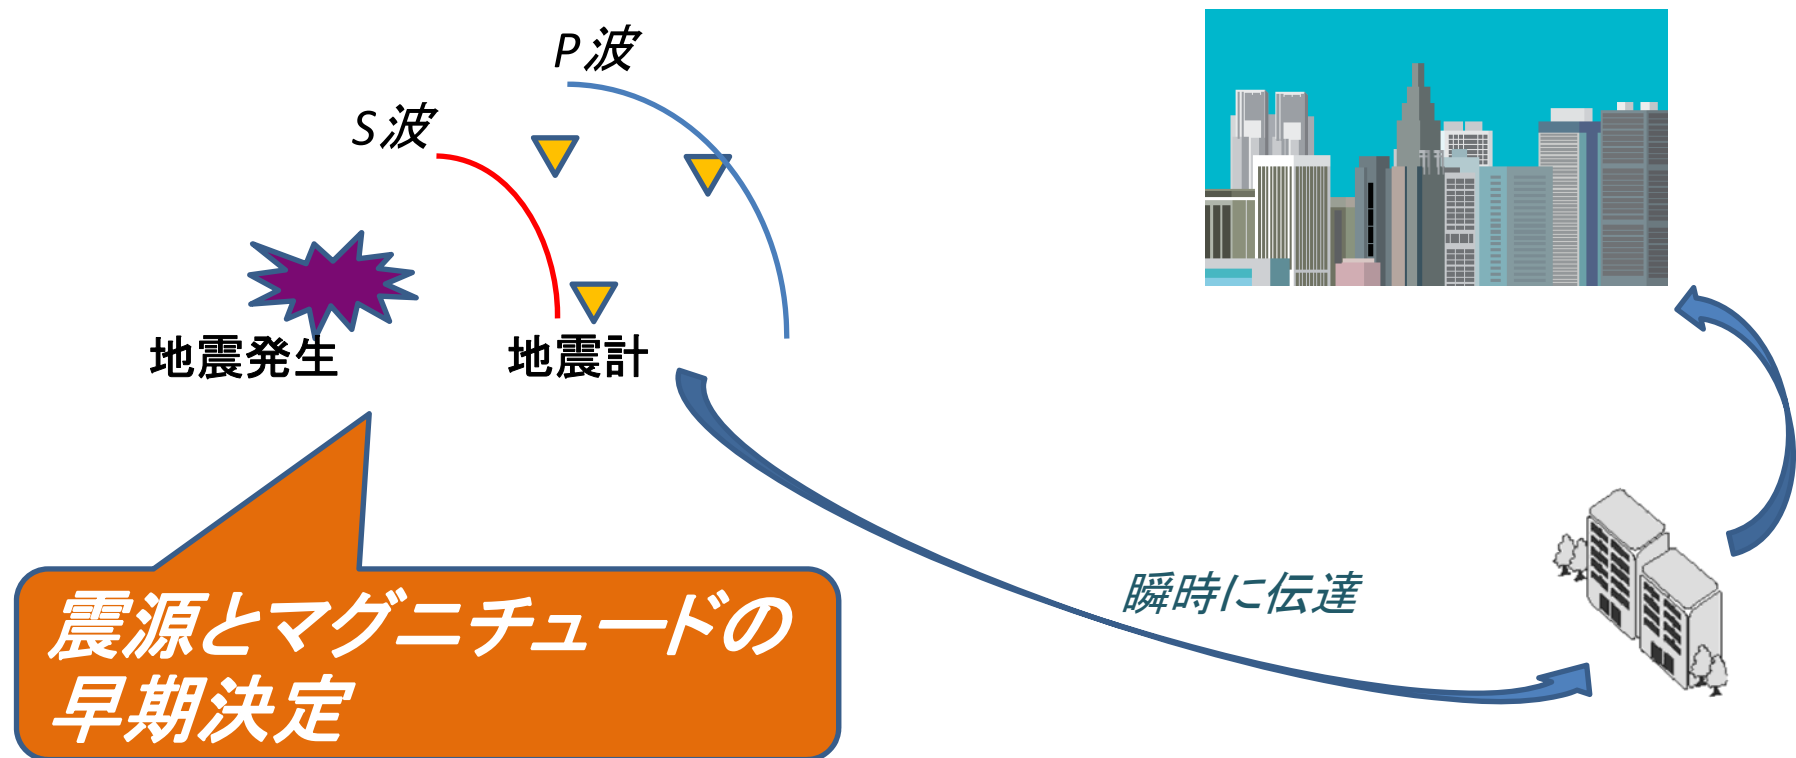 P波
S波
地震発生
地震計
瞬時に伝達
震源とマグニチュードの
早期決定